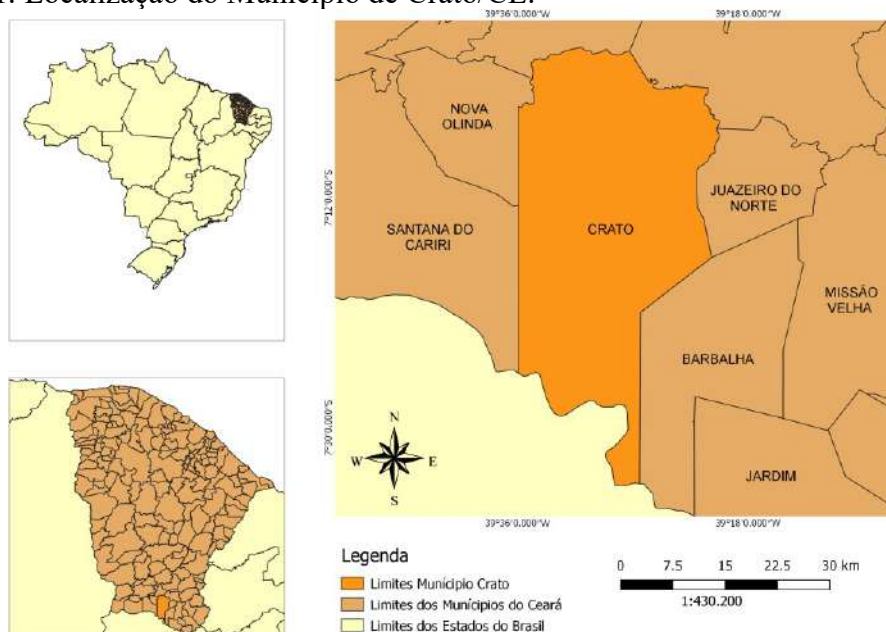 Localização do Município de Crato/CE.
39°36'0.000"W
39°18'0.000"W
NOVA
OLINDA
7°12'0.000"S
JUAZEIRO DO
NORTE
SANTANA DO
CARIRI
CRATO
MISSÃO
VELHA
BARBALHA
7°30'0.000"S
N
W
E
S
JARDIM
39°36'0.000"W
39°18'0.000"W
Legenda
Limites Munícipio Crato
Limites dos Munícipios do Ceará
Limites dos Estados do Brasil
0 7.5 15 22.5 30 km
1:430.200